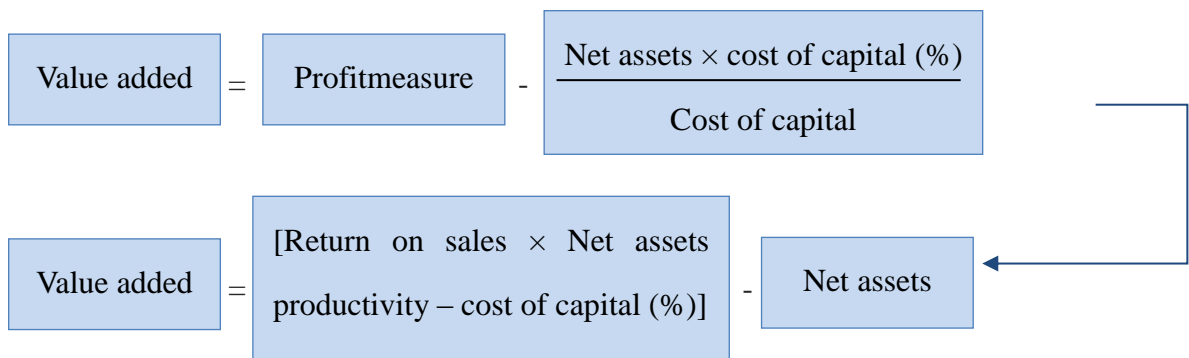 Value added = Profitmeasure - Net assets × cost of capital (%)
Cost of capital
Value added = [Return on sales × Net assets
productivity – cost of capital (%)] - Net assets